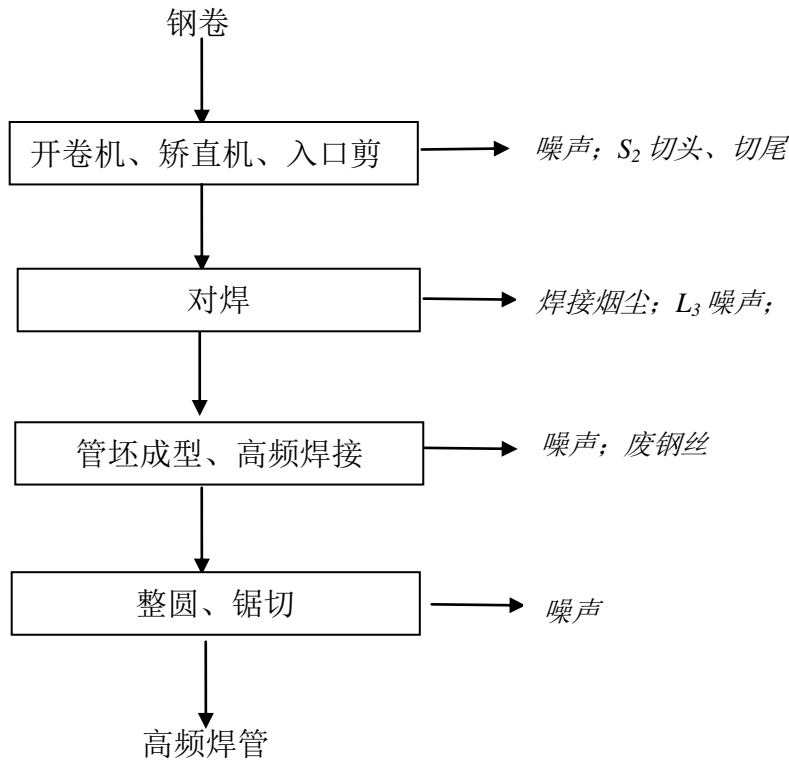 钢卷
开卷机、矫直机、入口剪
噪声；S₂ 切头、切尾
对焊
焊接烟尘；L₃ 噪声；
管坯成型、高频焊接
噪声；废钢丝
整圆、锯切
噪声
高频焊管